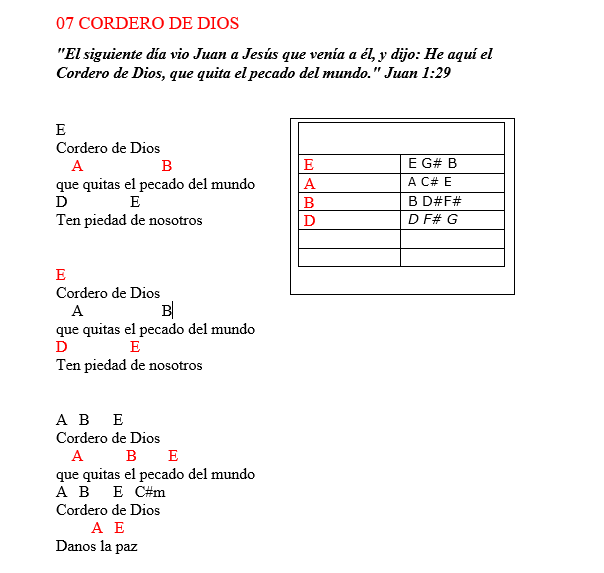 07 CORDERO DE DIOS
"El siguiente día vio Juan a Jesús que venía a él, y dijo: He aquí el
Cordero de Dios, que quita el pecado del mundo." Juan 1:29
E
Cordero de Dios
A B
que quitas el pecado del mundo
D E
Ten piedad de nosotros
E
Cordero de Dios
A B
que quitas el pecado del mundo
D E
Ten piedad de nosotros
A B E
Cordero de Dios
A B E
que quitas el pecado del mundo
A B E C#m
Cordero de Dios
A E
Danos la paz
E E G# B
A A C# E
B B D#F#
D D F# G